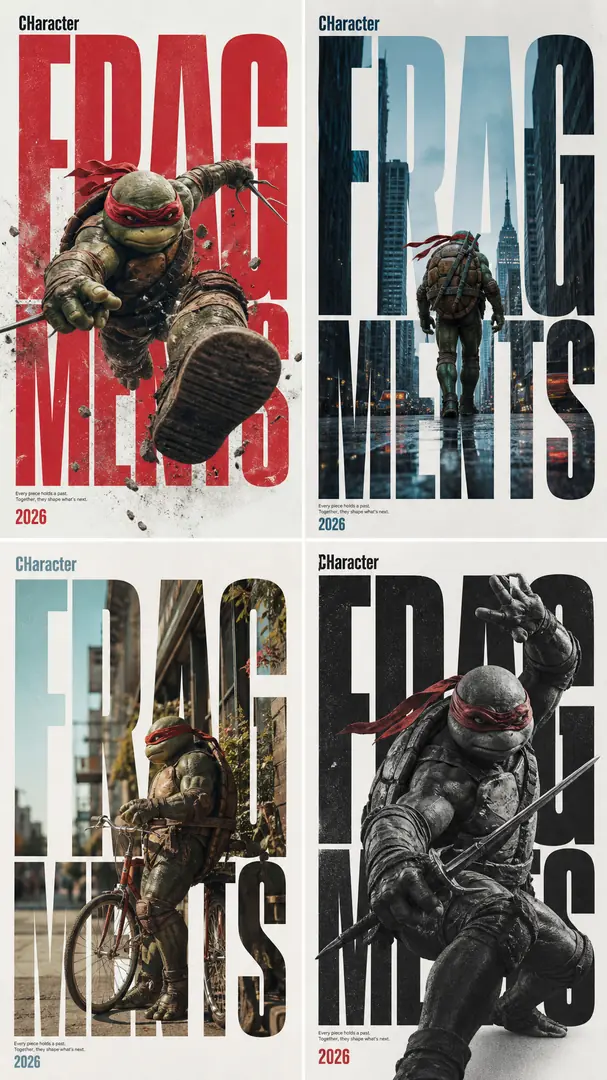 CHaracter
FRAG
MENTS
Every piece holds a past.
Together, they shape what's next.
2026
CHaracter
FRAG
MENTS
Every piece holds a past.
Together, they shape what's next.
2026
CHaracter
FRAG
MENTS
Every piece holds a past.
Together, they shape what's next.
2026
CHaracter
FRAG
MENTS
Every piece holds a past.
Together, they shape what's next.
2026